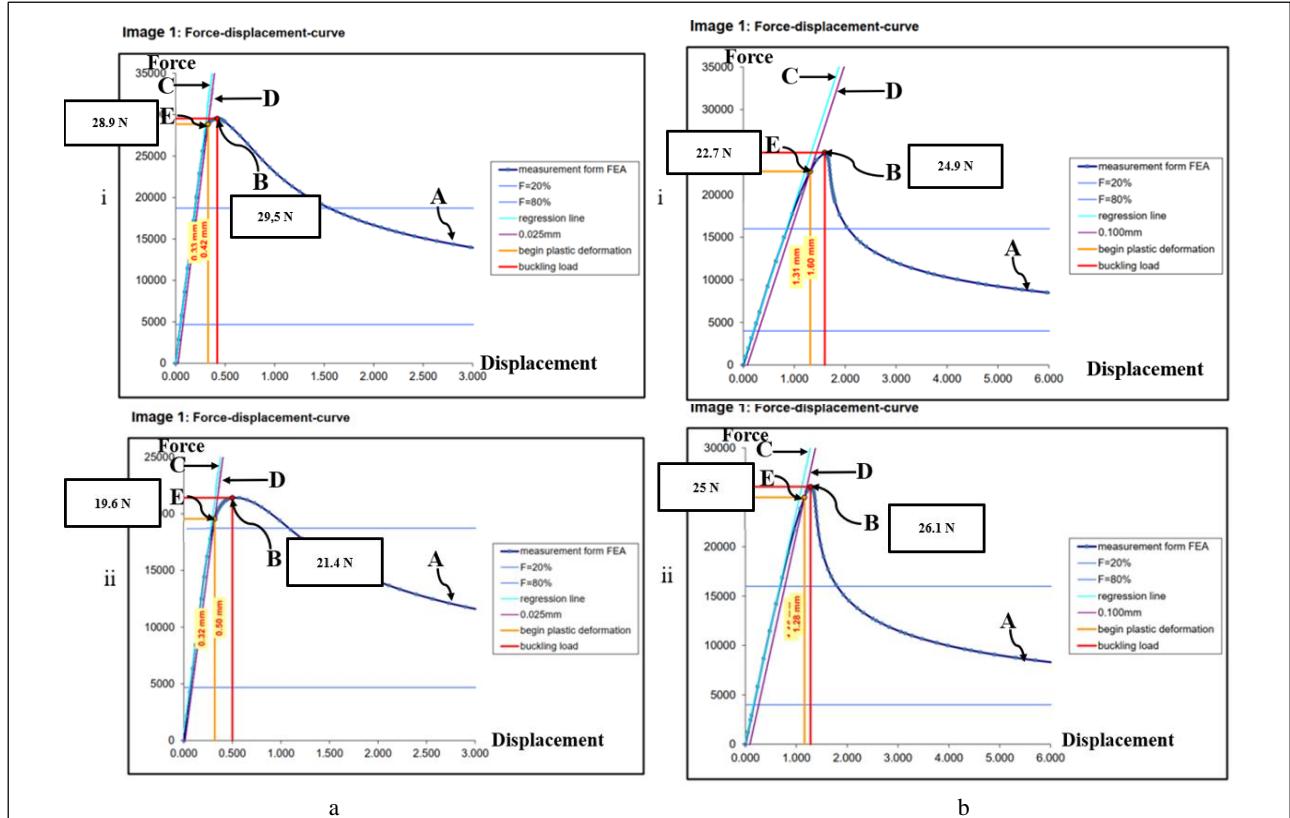 Image 1: Force-displacement-curve
Force
35000
C
D
E
28.9 N
30000
25000
B
29,5 N
20000
A
15000
10000
5000
0
0.33 mm
0.42 mm
0.000 0.500 1.000 1.500 2.000 2.500 3.000
Displacement
measurement form FEA
F=20%
F=80%
regression line
0.025mm
begin plastic deformation
buckling load
i
Image 1: Force-displacement-curve
Force
35000
C
D
30000
E
22.7 N
B
24.9 N
20000
15000
A
10000
5000
0
1.31 mm
1.60 mm
0.000 1.000 2.000 3.000 4.000 5.000 6.000
Displacement
measurement form FEA
F=20%
F=80%
regression line
0.100mm
begin plastic deformation
buckling load
i
Image 1: Force-displacement-curve
Force
25000
C
D
E
19.6 N
B
21.4 N
15000
A
10000
5000
0
0.32 mm
0.50 mm
0.000 0.500 1.000 1.500 2.000 2.500 3.000
Displacement
measurement form FEA
F=20%
F=80%
regression line
0.025mm
begin plastic deformation
buckling load
ii
Image 1: Force-displacement-curve
Force
30000
C
D
E
25 N
B
26.1 N
20000
15000
A
10000
5000
0
1.28 mm
0.000 1.000 2.000 3.000 4.000 5.000 6.000
Displacement
measurement form FEA
F=20%
F=80%
regression line
0.100mm
begin plastic deformation
buckling load
ii
a
b